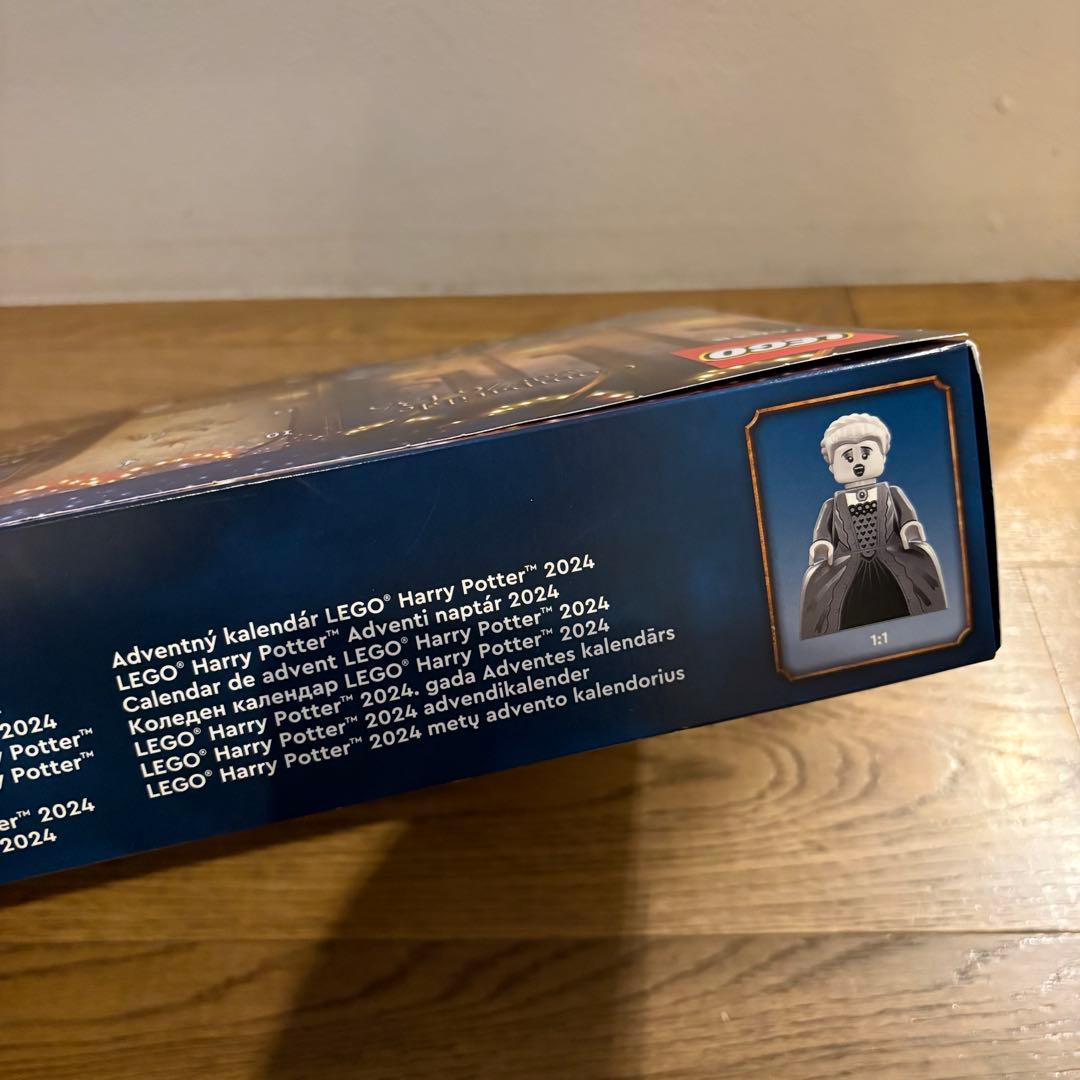 LEGO
Adventný kalendár LEGO® Harry Potter™ 2024
LEGO® Harry Potter™ Adventi naptár 2024
Calendar de advent LEGO® Harry Potter™ 2024
Коледен календар LEGO® Harry Potter™ 2024
LEGO® Harry Potter™ 2024. gada Adventes kalendārs
LEGO® Harry Potter™ 2024 advendikalender
LEGO® Harry Potter™ 2024 metų advento kalendorius
2024
Potter™
Potter™
2024
2024
1:1